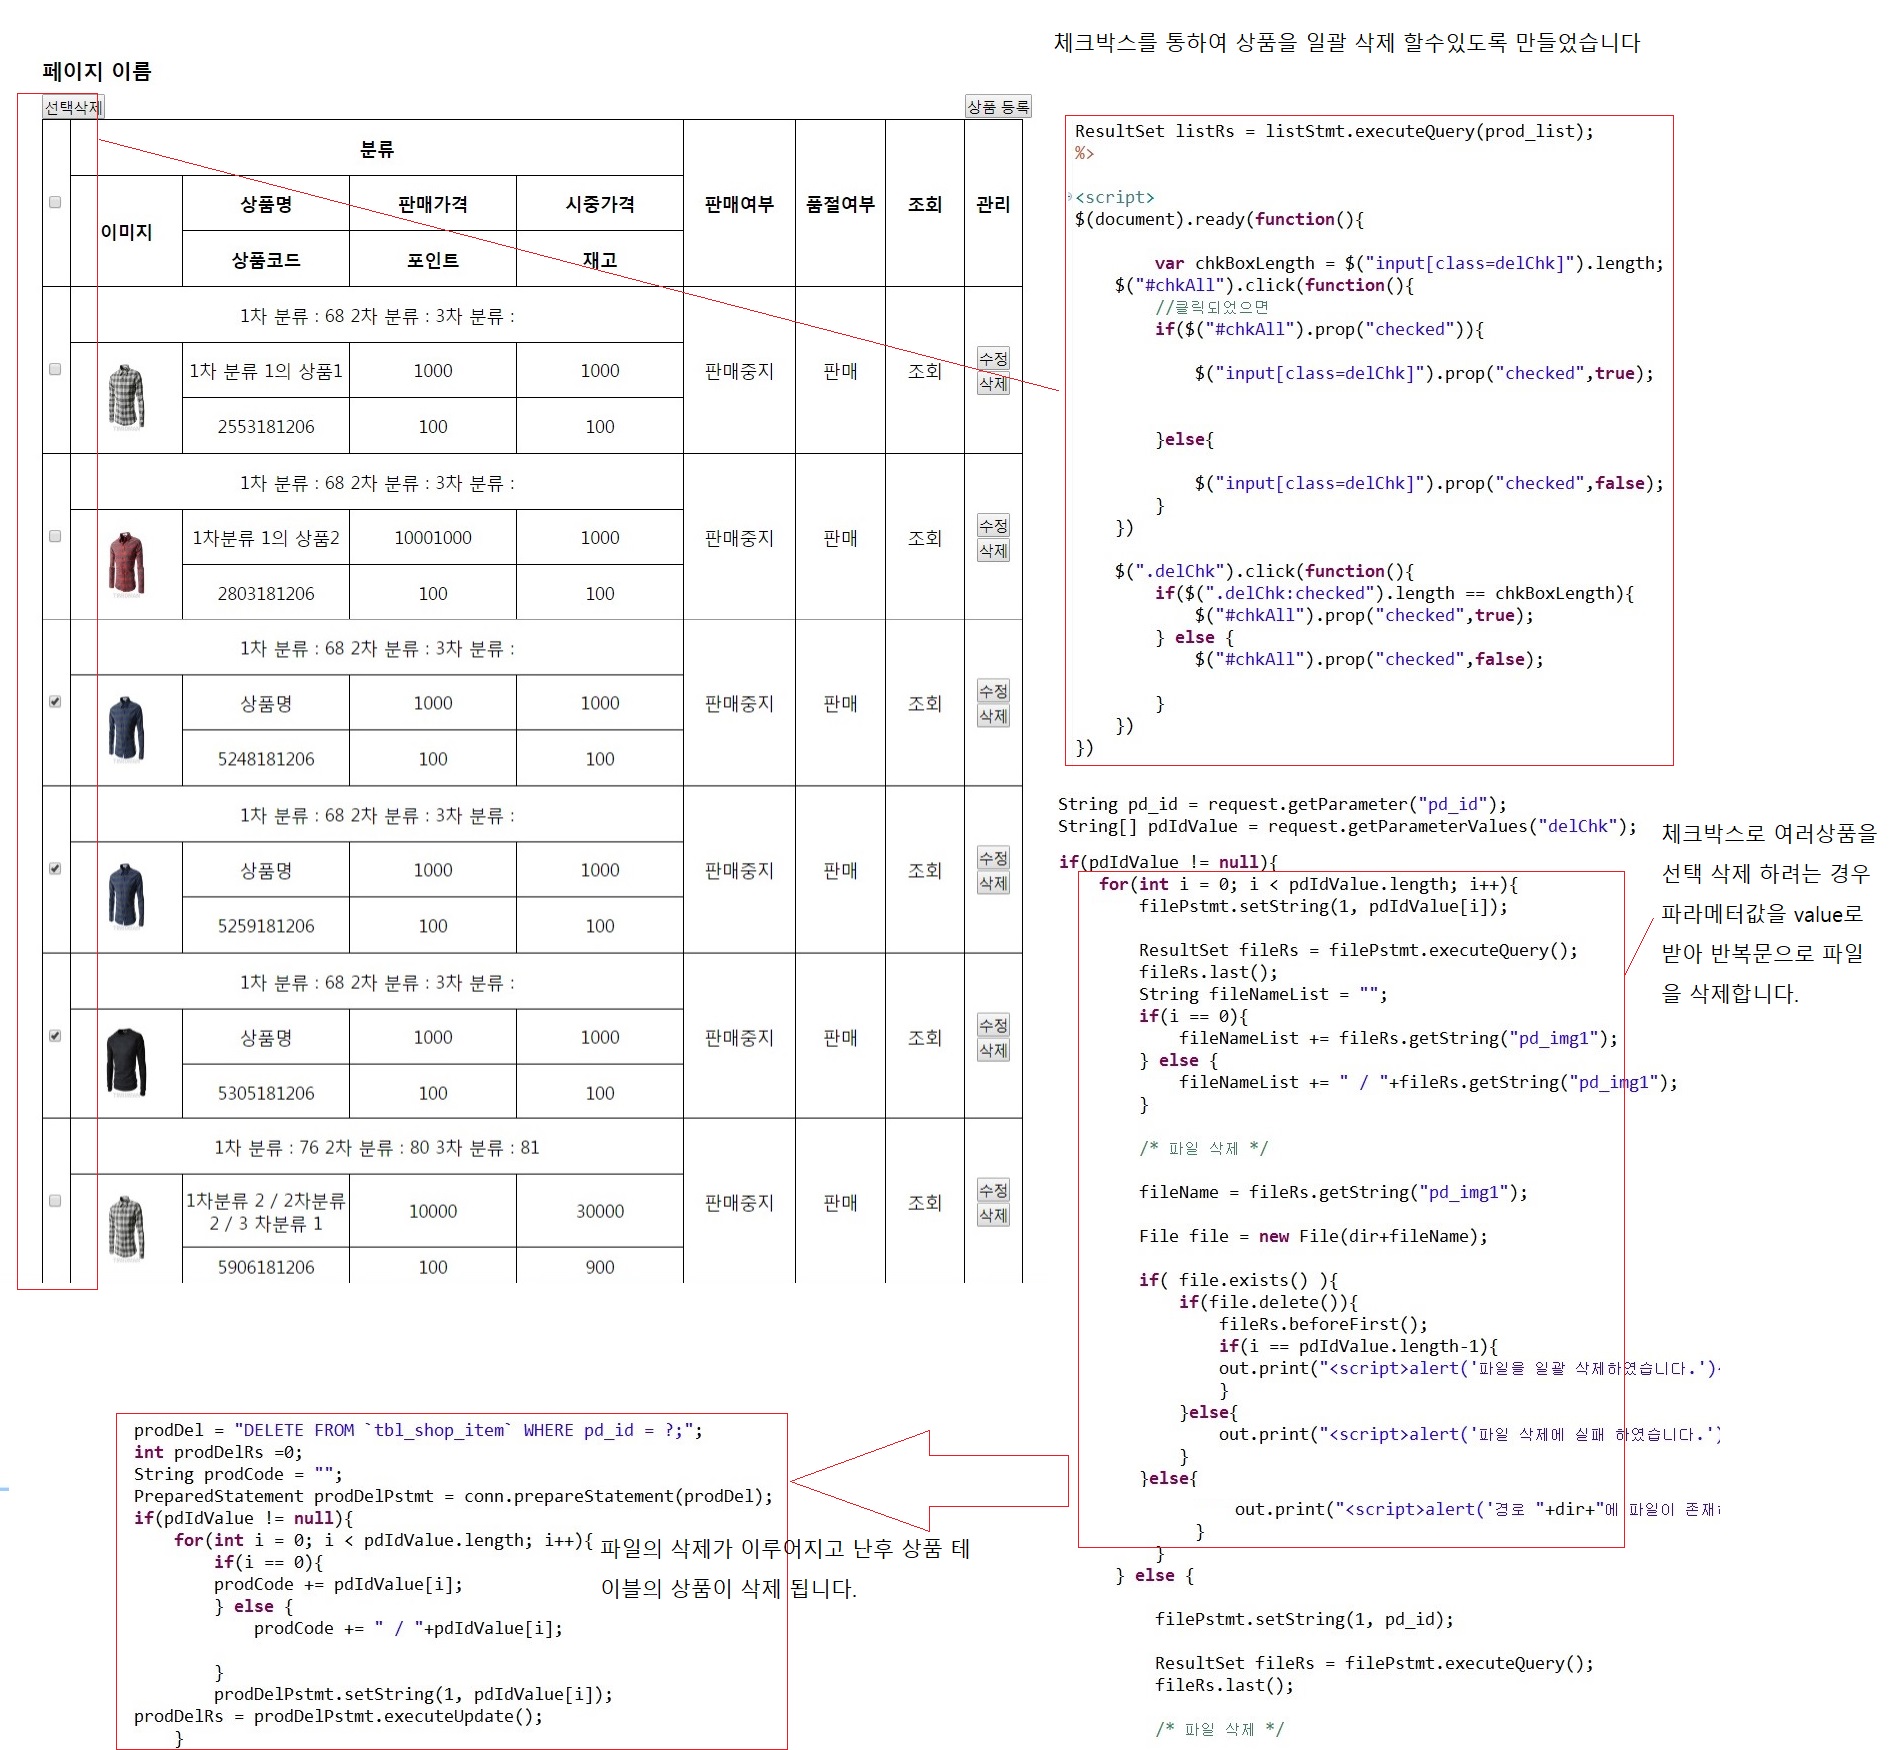 체크박스를 통하여 상품을 일괄 삭제 할수있도록 만들었습니다
페이지 이름
선택삭제
상품 등록
분류
이미지
상품명
판매가격
시중가격
판매여부
품절여부
조회
관리
상품코드
포인트
재고
1차 분류 : 68 2차 분류 : 3차 분류 :
1차 분류 1의 상품1
1000
1000
판매중지
판매
조회
수정
삭제
2553181206
100
100
1차 분류 : 68 2차 분류 : 3차 분류 :
1차분류 1의 상품2
10001000
1000
판매중지
판매
조회
수정
삭제
2803181206
100
100
1차 분류 : 68 2차 분류 : 3차 분류 :
상품명
1000
1000
판매중지
판매
조회
수정
삭제
5248181206
100
100
1차 분류 : 68 2차 분류 : 3차 분류 :
상품명
1000
1000
판매중지
판매
조회
수정
삭제
5259181206
100
100
1차 분류 : 68 2차 분류 : 3차 분류 :
상품명
1000
1000
판매중지
판매
조회
수정
삭제
5305181206
100
100
1차 분류 : 76 2차 분류 : 80 3차 분류 : 81
1차분류 2 / 2차분류
2 / 3 차분류 1
10000
30000
판매중지
판매
조회
수정
삭제
5906181206
100
900
ResultSet listRs = listStmt.executeQuery(prod_list);
%>
<script>
$(document).ready(function(){
var chkBoxLength = $("input[class=delChk]").length;
$("#chkAll").click(function(){
//클릭되었으면
if($("#chkAll").prop("checked")){
$("input[class=delChk]").prop("checked",true);
}else{
$("input[class=delChk]").prop("checked",false);
}
})
$(".delChk").click(function(){
if($(".delChk:checked").length == chkBoxLength){
$("#chkAll").prop("checked",true);
} else {
$("#chkAll").prop("checked",false);
}
})
})
String pd_id = request.getParameter("pd_id");
String[] pdIdValue = request.getParameterValues("delChk");
if(pdIdValue != null){
for(int i = 0; i < pdIdValue.length; i++){
filePstmt.setString(1, pdIdValue[i]);
ResultSet fileRs = filePstmt.executeQuery();
fileRs.last();
String fileNameList = "";
if(i == 0){
fileNameList += fileRs.getString("pd_img1");
} else {
fileNameList += " / "+fileRs.getString("pd_img1");
}
/* 파일 삭제 */
fileName = fileRs.getString("pd_img1");
File file = new File(dir+fileName);
if( file.exists() ){
if(file.delete()){
fileRs.beforeFirst();
if(i == pdIdValue.length-1){
out.print("<script>alert('파일을 일괄 삭제하였습니다.')
}
}else{
out.print("<script>alert('파일 삭제에 실패 하였습니다.')
}
}else{
out.print("<script>alert('경로 "+dir+"에 파일이 존재
}
}
} else {
filePstmt.setString(1, pd_id);
ResultSet fileRs = filePstmt.executeQuery();
fileRs.last();
/* 파일 삭제 */
체크박스로 여러상품을
선택 삭제 하려는 경우
파라메터값을 value로
받아 반복문으로 파일
을 삭제합니다.
prodDel = "DELETE FROM `tbl_shop_item` WHERE pd_id = ?;";
int prodDelRs =0;
String prodCode = "";
PreparedStatement prodDelPstmt = conn.prepareStatement(prodDel);
if(pdIdValue != null){
for(int i = 0; i < pdIdValue.length; i++){
if(i == 0){
prodCode += pdIdValue[i];
} else {
prodCode += " / "+pdIdValue[i];
}
prodDelPstmt.setString(1, pdIdValue[i]);
prodDelRs = prodDelPstmt.executeUpdate();
}
파일의 삭제가 이루어지고 난후 상품 테
이블의 상품이 삭제 됩니다.